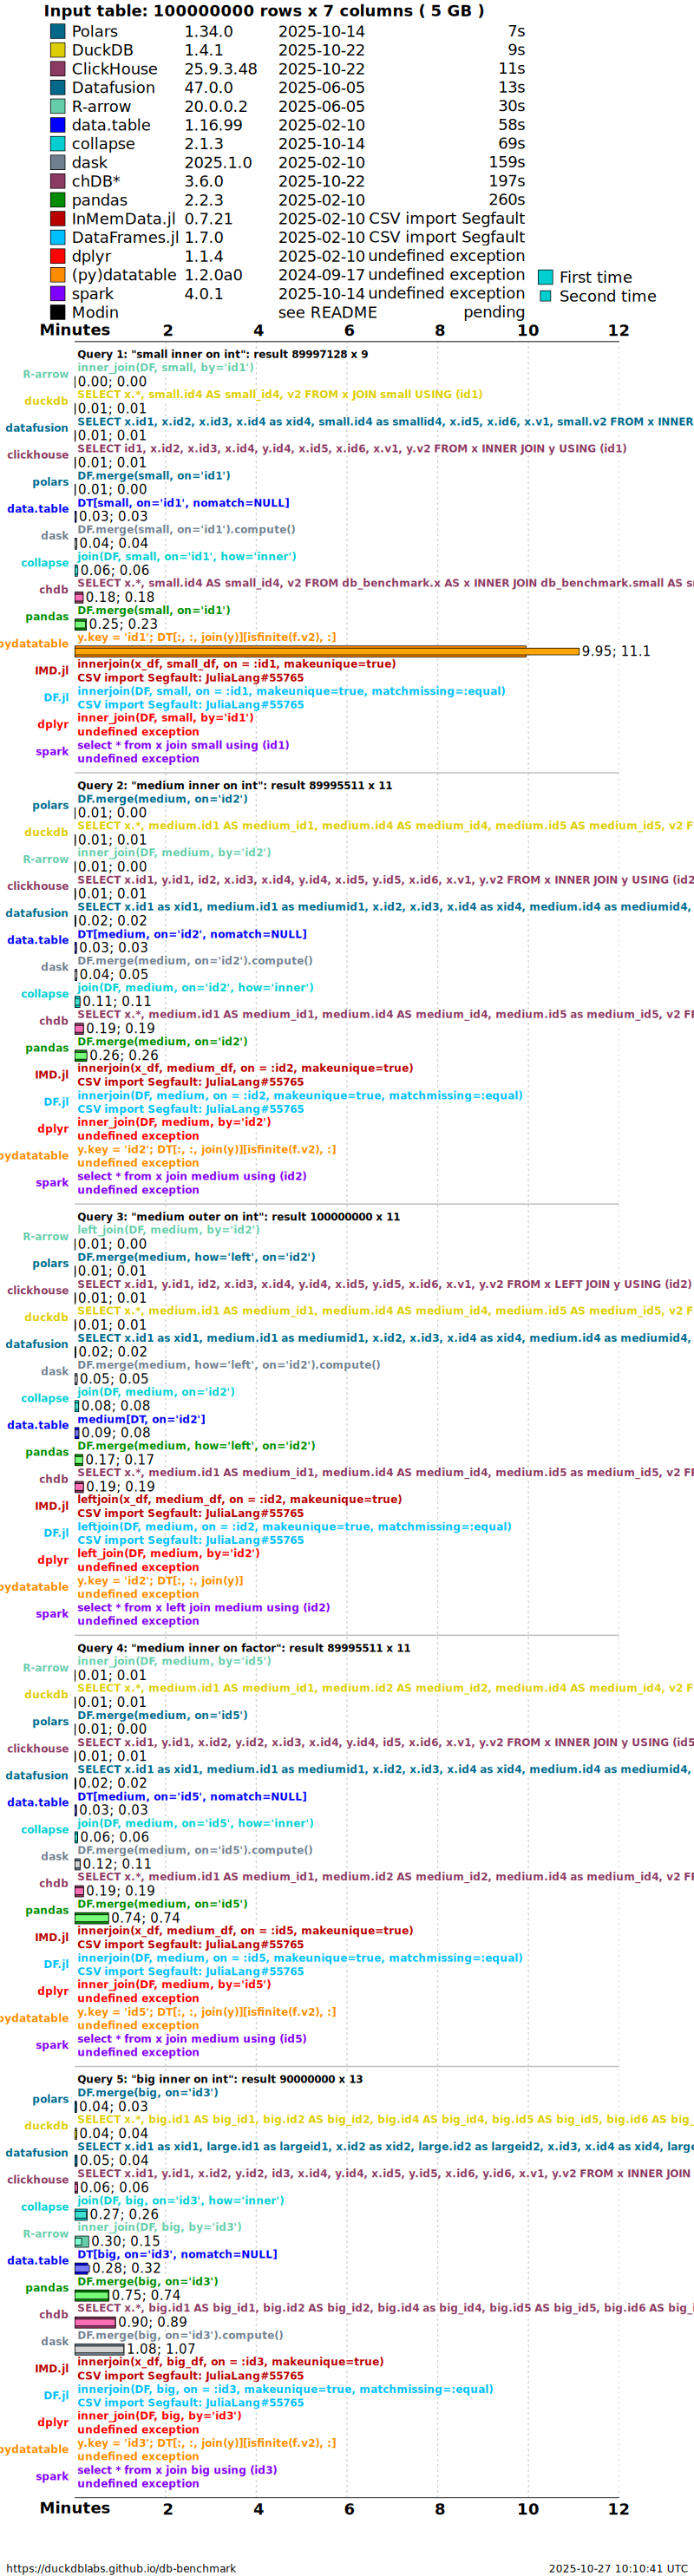 Input table: 100000000 rows x 7 columns ( 5 GB )
Polars 1.34.0 2025-10-14 7s
DuckDB 1.4.1 2025-10-22 9s
ClickHouse 25.9.3.48 2025-10-22 11s
Datafusion 47.0.0 2025-06-05 13s
R-arrow 20.0.0.2 2025-06-05 30s
data.table 1.16.99 2025-02-10 58s
collapse 2.1.3 2025-10-14 69s
dask 2025.1.0 2025-02-10 159s
chDB* 3.6.0 2025-10-22 197s
pandas 2.2.3 2025-02-10 260s
InMemData.jl 0.7.21 2025-02-10 CSV import Segfault
DataFrames.jl 1.7.0 2025-02-10 CSV import Segfault
dplyr 1.1.4 2025-02-10 undefined exception
(py)datatable 1.2.0a0 2024-09-17 undefined exception
spark 4.0.1 2025-10-14 undefined exception
Modin see README pending
First time
Second time
Minutes 2 4 6 8 10 12
Query 1: "small inner on int": result 89997128 x 9
R-arrow inner_join(DF, small, by='id1')
0.00; 0.00
duckdb SELECT x.*, small.id4 AS small_id4, v2 FROM x JOIN small USING (id1)
0.01; 0.01
datafusion SELECT x.id1, x.id2, x.id3, x.id4 as xid4, small.id4 as smallid4, x.id5, x.id6, x.v1, small.v2 FROM x INNER
0.01; 0.01
clickhouse SELECT id1, x.id2, x.id3, x.id4, y.id4, x.id5, x.id6, x.v1, y.v2 FROM x INNER JOIN y USING (id1)
0.01; 0.01
polars DF.merge(small, on='id1')
0.01; 0.00
data.table DT[small, on='id1', nomatch=NULL]
0.03; 0.03
dask DF.merge(small, on='id1').compute()
0.04; 0.04
collapse join(DF, small, on='id1', how='inner')
0.06; 0.06
chdb SELECT x.*, small.id4 AS small_id4, v2 FROM db_benchmark.x AS x INNER JOIN db_benchmark.small AS s
0.18; 0.18
pandas DF.merge(small, on='id1')
0.25; 0.23
pydatatable y.key = 'id1'; DT[:, :, join(y)][isfinite(f.v2), :]
9.95; 11.1
IMD.jl innerjoin(x_df, small_df, on = :id1, makeunique=true)
CSV import Segfault: JuliaLang#55765
DF.jl innerjoin(DF, small, on = :id1, makeunique=true, matchmissing=:equal)
CSV import Segfault: JuliaLang#55765
dplyr inner_join(DF, small, by='id1')
undefined exception
spark select * from x join small using (id1)
undefined exception
Query 2: "medium inner on int": result 89995511 x 11
polars DF.merge(medium, on='id2')
0.01; 0.00
duckdb SELECT x.*, medium.id1 AS medium_id1, medium.id4 AS medium_id4, medium.id5 AS medium_id5, v2 F
0.01; 0.01
R-arrow inner_join(DF, medium, by='id2')
0.01; 0.00
clickhouse SELECT x.id1, y.id1, id2, x.id3, x.id4, y.id4, x.id5, y.id5, x.id6, x.v1, y.v2 FROM x INNER JOIN y USING (id2
0.01; 0.01
datafusion SELECT x.id1 as xid1, medium.id1 as mediumid1, x.id2, x.id3, x.id4 as xid4, medium.id4 as mediumid4,
0.02; 0.02
data.table DT[medium, on='id2', nomatch=NULL]
0.03; 0.03
dask DF.merge(medium, on='id2').compute()
0.04; 0.05
collapse join(DF, medium, on='id2', how='inner')
0.11; 0.11
chdb SELECT x.*, medium.id1 AS medium_id1, medium.id4 AS medium_id4, medium.id5 as medium_id5, v2 FR
0.19; 0.19
pandas DF.merge(medium, on='id2')
0.26; 0.26
IMD.jl innerjoin(x_df, medium_df, on = :id2, makeunique=true)
CSV import Segfault: JuliaLang#55765
DF.jl innerjoin(DF, medium, on = :id2, makeunique=true, matchmissing=:equal)
CSV import Segfault: JuliaLang#55765
dplyr inner_join(DF, medium, by='id2')
undefined exception
pydatatable y.key = 'id2'; DT[:, :, join(y)][isfinite(f.v2), :]
undefined exception
spark select * from x join medium using (id2)
undefined exception
Query 3: "medium outer on int": result 100000000 x 11
R-arrow left_join(DF, medium, by='id2')
0.01; 0.00
polars DF.merge(medium, how='left', on='id2')
0.01; 0.01
clickhouse SELECT x.id1, y.id1, id2, x.id3, x.id4, y.id4, x.id5, y.id5, x.id6, x.v1, y.v2 FROM x LEFT JOIN y USING (id2)
0.01; 0.01
duckdb SELECT x.*, medium.id1 AS medium_id1, medium.id4 AS medium_id4, medium.id5 AS medium_id5, v2 F
0.01; 0.01
datafusion SELECT x.id1 as xid1, medium.id1 as mediumid1, x.id2, x.id3, x.id4 as xid4, medium.id4 as mediumid4,
0.02; 0.02
dask DF.merge(medium, how='left', on='id2').compute()
0.05; 0.05
collapse join(DF, medium, on='id2')
0.08; 0.08
data.table medium[DT, on='id2']
0.09; 0.08
pandas DF.merge(medium, how='left', on='id2')
0.17; 0.17
chdb SELECT x.*, medium.id1 AS medium_id1, medium.id4 AS medium_id4, medium.id5 as medium_id5, v2 FR
0.19; 0.19
IMD.jl leftjoin(x_df, medium_df, on = :id2, makeunique=true)
CSV import Segfault: JuliaLang#55765
DF.jl leftjoin(DF, medium, on = :id2, makeunique=true, matchmissing=:equal)
CSV import Segfault: JuliaLang#55765
dplyr left_join(DF, medium, by='id2')
undefined exception
pydatatable y.key = 'id2'; DT[:, :, join(y)]
undefined exception
spark select * from x left join medium using (id2)
undefined exception
Query 4: "medium inner on factor": result 89995511 x 11
R-arrow inner_join(DF, medium, by='id5')
0.01; 0.01
duckdb SELECT x.*, medium.id1 AS medium_id1, medium.id2 AS medium_id2, medium.id4 AS medium_id4, v2 F
0.01; 0.01
polars DF.merge(medium, on='id5')
0.01; 0.00
clickhouse SELECT x.id1, y.id1, x.id2, y.id2, x.id3, x.id4, y.id4, id5, x.id6, x.v1, y.v2 FROM x INNER JOIN y USING (id5
0.01; 0.01
datafusion SELECT x.id1 as xid1, medium.id1 as mediumid1, x.id2, x.id3, x.id4 as xid4, medium.id4 as mediumid4,
0.02; 0.02
data.table DT[medium, on='id5', nomatch=NULL]
0.03; 0.03
collapse join(DF, medium, on='id5', how='inner')
0.06; 0.06
dask DF.merge(medium, on='id5').compute()
0.12; 0.11
chdb SELECT x.*, medium.id1 AS medium_id1, medium.id2 AS medium_id2, medium.id4 as medium_id4, v2 FR
0.19; 0.19
pandas DF.merge(medium, on='id5')
0.74; 0.74
IMD.jl innerjoin(x_df, medium_df, on = :id5, makeunique=true)
CSV import Segfault: JuliaLang#55765
DF.jl innerjoin(DF, medium, on = :id5, makeunique=true, matchmissing=:equal)
CSV import Segfault: JuliaLang#55765
dplyr inner_join(DF, medium, by='id5')
undefined exception
pydatatable y.key = 'id5'; DT[:, :, join(y)][isfinite(f.v2), :]
undefined exception
spark select * from x join medium using (id5)
undefined exception
Query 5: "big inner on int": result 90000000 x 13
polars DF.merge(big, on='id3')
0.04; 0.03
duckdb SELECT x.*, big.id1 AS big_id1, big.id2 AS big_id2, big.id4 AS big_id4, big.id5 AS big_id5, big.id6 AS big_
0.04; 0.04
datafusion SELECT x.id1 as xid1, large.id1 as largeid1, x.id2 as xid2, large.id2 as largeid2, x.id3, x.id4 as xid4, large
0.05; 0.04
clickhouse SELECT x.id1, y.id1, x.id2, y.id2, id3, x.id4, y.id4, x.id5, y.id5, x.id6, y.id6, x.v1, y.v2 FROM x INNER JOIN
0.06; 0.06
collapse join(DF, big, on='id3', how='inner')
0.27; 0.26
R-arrow inner_join(DF, big, by='id3')
0.30; 0.15
data.table DT[big, on='id3', nomatch=NULL]
0.28; 0.32
pandas DF.merge(big, on='id3')
0.75; 0.74
chdb SELECT x.*, big.id1 AS big_id1, big.id2 AS big_id2, big.id4 as big_id4, big.id5 AS big_id5, big.id6 AS big_i
0.90; 0.89
dask DF.merge(big, on='id3').compute()
1.08; 1.07
IMD.jl innerjoin(x_df, big_df, on = :id3, makeunique=true)
CSV import Segfault: JuliaLang#55765
DF.jl innerjoin(DF, big, on = :id3, makeunique=true, matchmissing=:equal)
CSV import Segfault: JuliaLang#55765
dplyr inner_join(DF, big, by='id3')
undefined exception
pydatatable y.key = 'id3'; DT[:, :, join(y)][isfinite(f.v2), :]
undefined exception
spark select * from x join big using (id3)
undefined exception
Minutes 2 4 6 8 10 12
https://duckdblabs.github.io/db-benchmark 2025-10-27 10:10:41 UTC